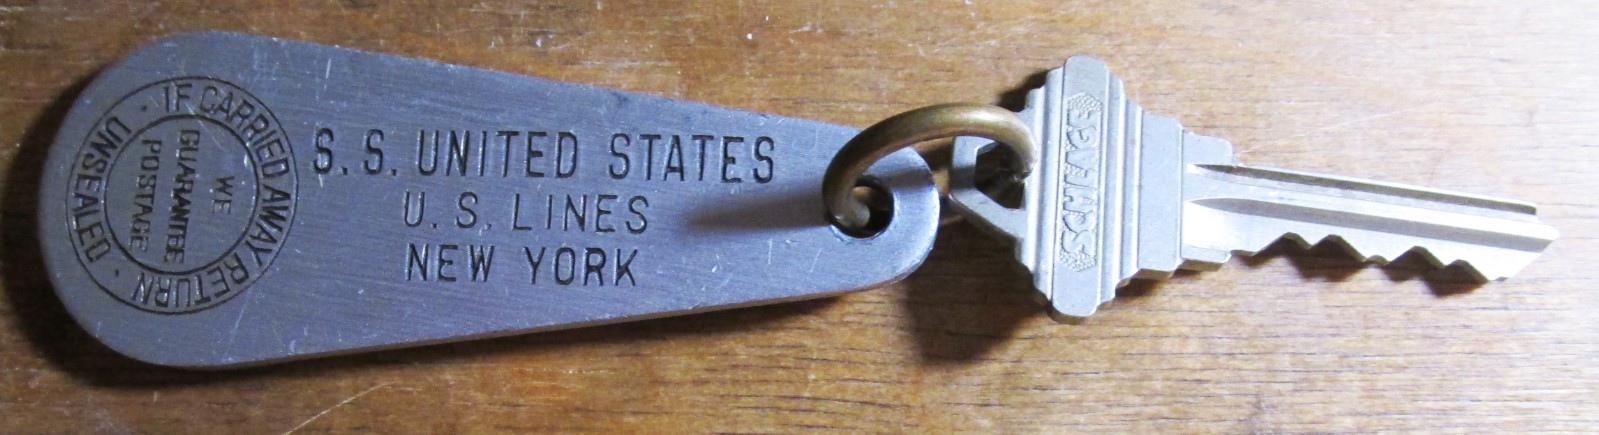 IF CARRIED AWAY RETURN · UNSEALED ·
WE
GUARANTEE
POSTAGE
S.S. UNITED STATES
U.S. LINES
NEW YORK
SCHLAGE